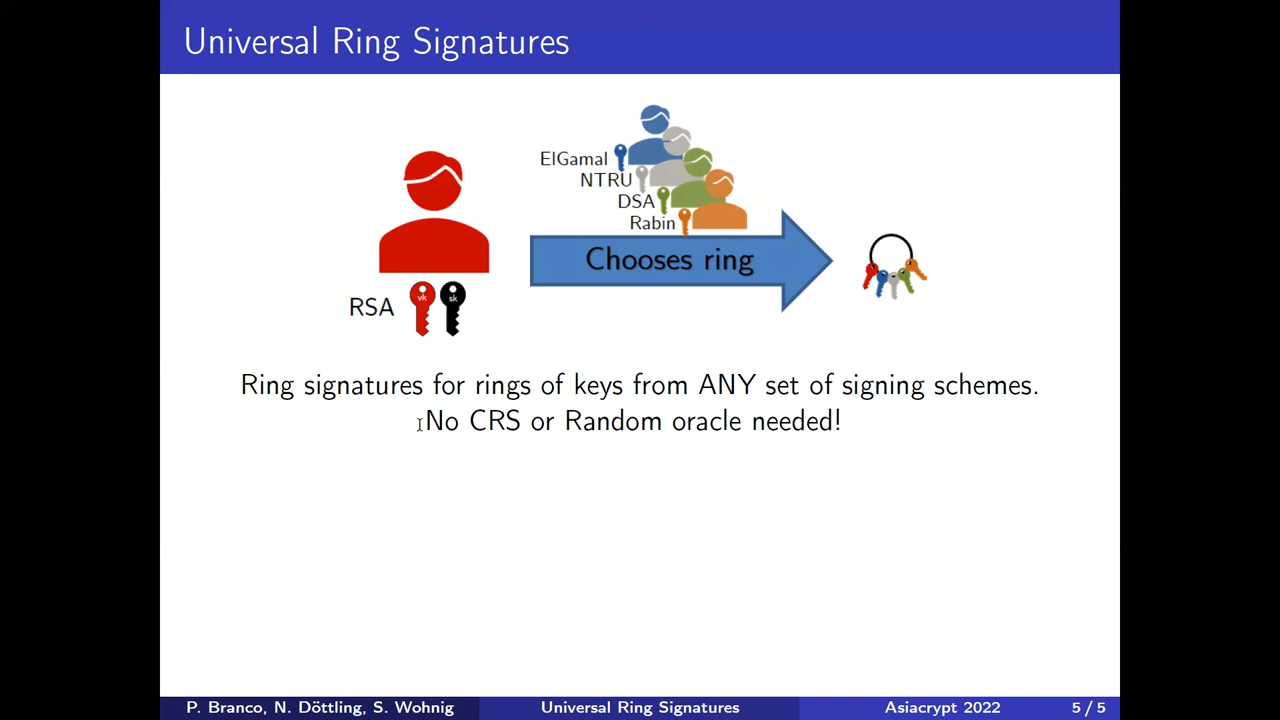 Universal Ring Signatures
ElGamal
NTRU
DSA
Rabin
Chooses ring
RSA
vk
sk
Ring signatures for rings of keys from ANY set of signing schemes.
No CRS or Random oracle needed!
P. Branco, N. Döttling, S. Wohnig
Universal Ring Signatures
Asiacrypt 2022
5 / 5